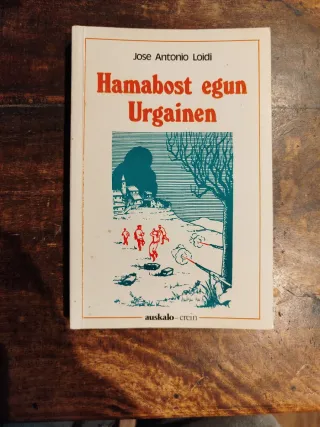 Jose Antonio Loidi
Hamabost egun
Urgainen
auskalo - erein